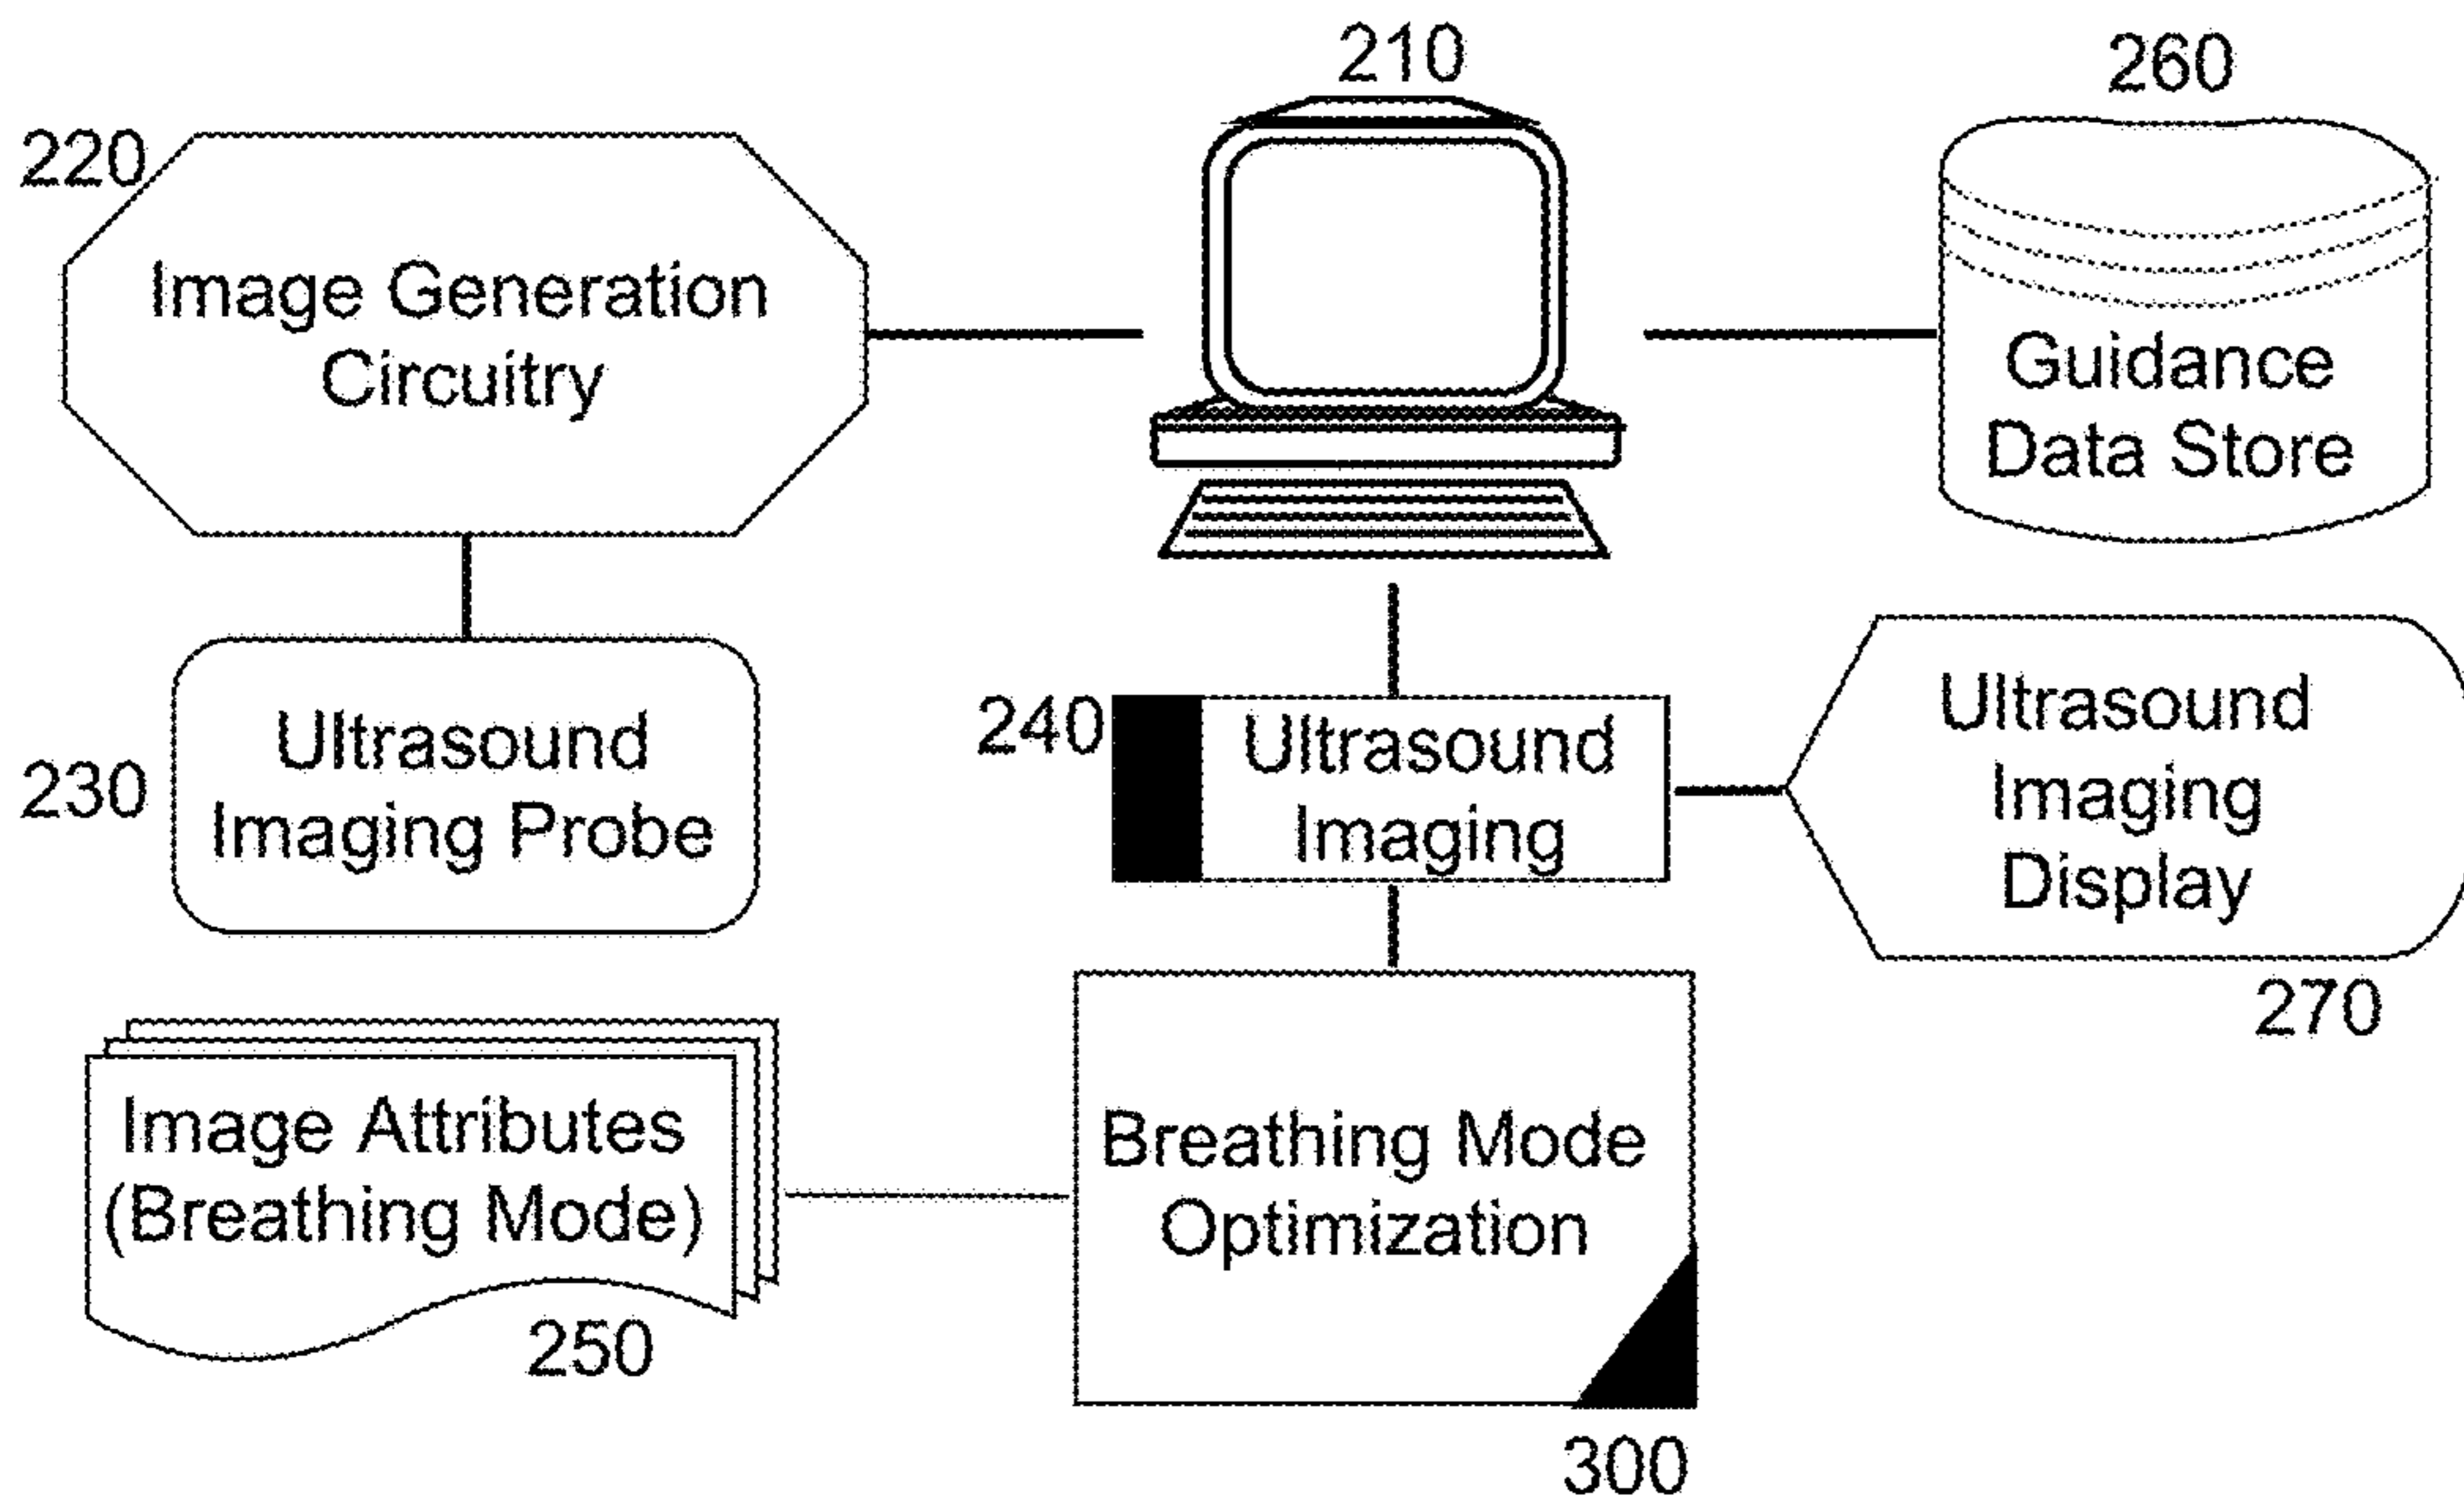 210
260
220
Image Generation
Circuitry
Guidance
Data Store
230
Ultrasound
Imaging Probe
240
Ultrasound
Imaging
Ultrasound
Imaging
Display
270
Image Attributes
(Breathing Mode)
250
Breathing Mode
Optimization
300